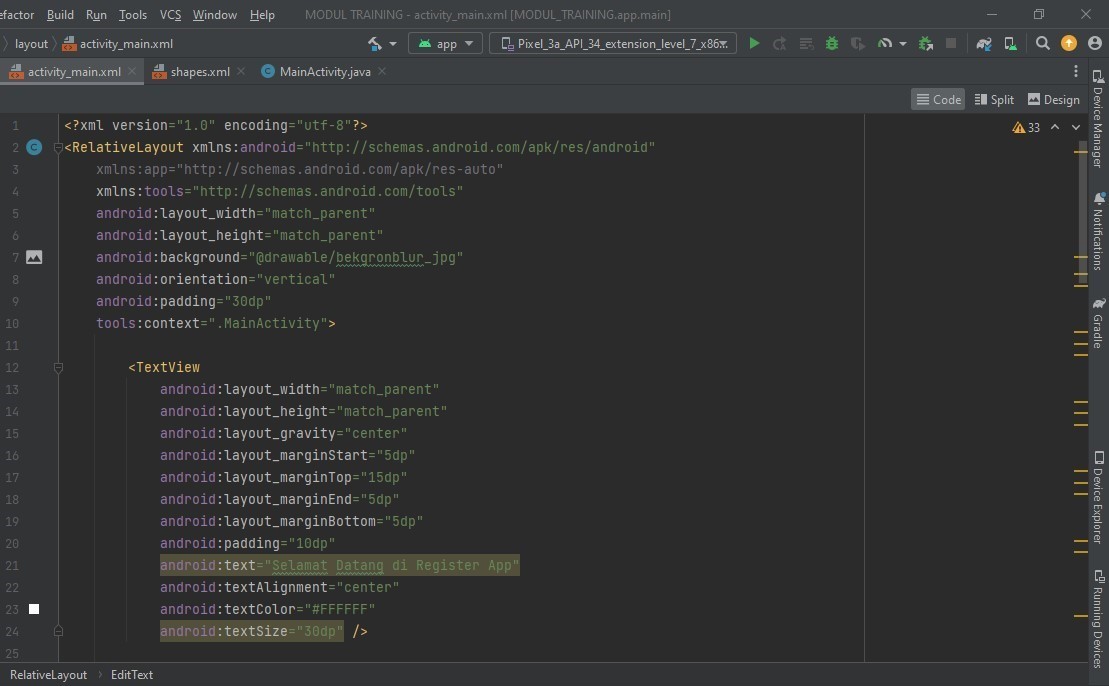 efactor Build Run Tools VCS Window Help MODUL TRAINING - activity_main.xml [MODUL_TRAINING.app.main]
layout activity_main.xml app Pixel_3a_API_34_extension_level_7_x86
activity_main.xml shapes.xml MainActivity.java
Code Split Design
33
1 <?xml version="1.0" encoding="utf-8"?>
2 <RelativeLayout xmlns:android="http://schemas.android.com/apk/res/android"
3 xmlns:app="http://schemas.android.com/apk/res-auto"
4 xmlns:tools="http://schemas.android.com/tools"
5 android:layout_width="match_parent"
6 android:layout_height="match_parent"
7 android:background="@drawable/bekgronblur_jpg"
8 android:orientation="vertical"
9 android:padding="30dp"
10 tools:context=".MainActivity">
11
12 <TextView
13 android:layout_width="match_parent"
14 android:layout_height="match_parent"
15 android:layout_gravity="center"
16 android:layout_marginStart="5dp"
17 android:layout_marginTop="15dp"
18 android:layout_marginEnd="5dp"
19 android:layout_marginBottom="5dp"
20 android:padding="10dp"
21 android:text="Selamat Datang di Register App"
22 android:textAlignment="center"
23 android:textColor="#FFFFFF"
24 android:textSize="30dp" />
25
RelativeLayout EditText
Device Manager
Notifications
Gradle
Device Explorer
Running Devices